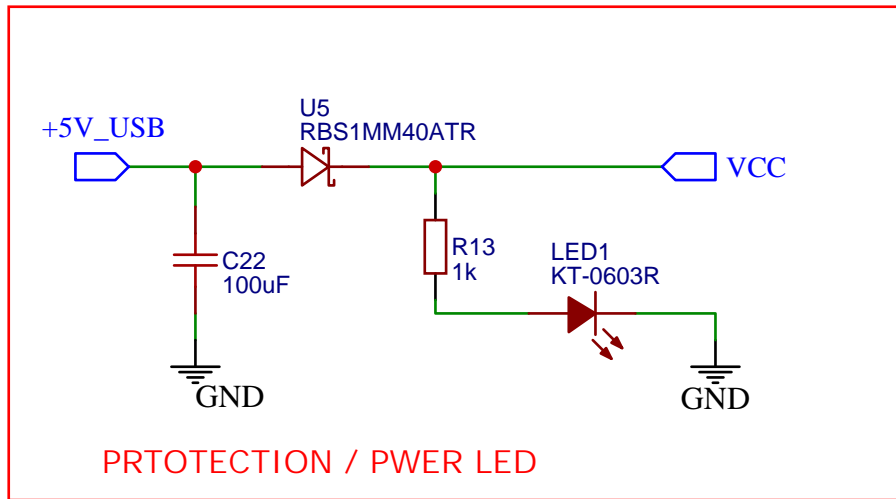 U5
RBS1MM40ATR
+5V_USB
VCC
C22
100uF
R13
1k
LED1
KT-0603R
GND
GND
PRTOTECTION / PWER LED